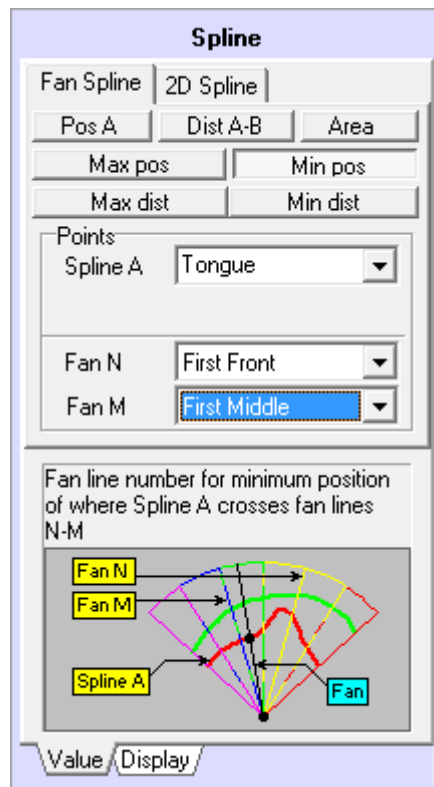 Spline
Fan Spline 2D Spline
Pos A Dist A-B Area
Max pos Min pos
Max dist Min dist
Points
Spline A Tongue
Fan N First Front
Fan M First Middle
Fan line number for minimum position
of where Spline A crosses fan lines
N-M
Fan N
Fan M
Spline A
Fan
Value Display